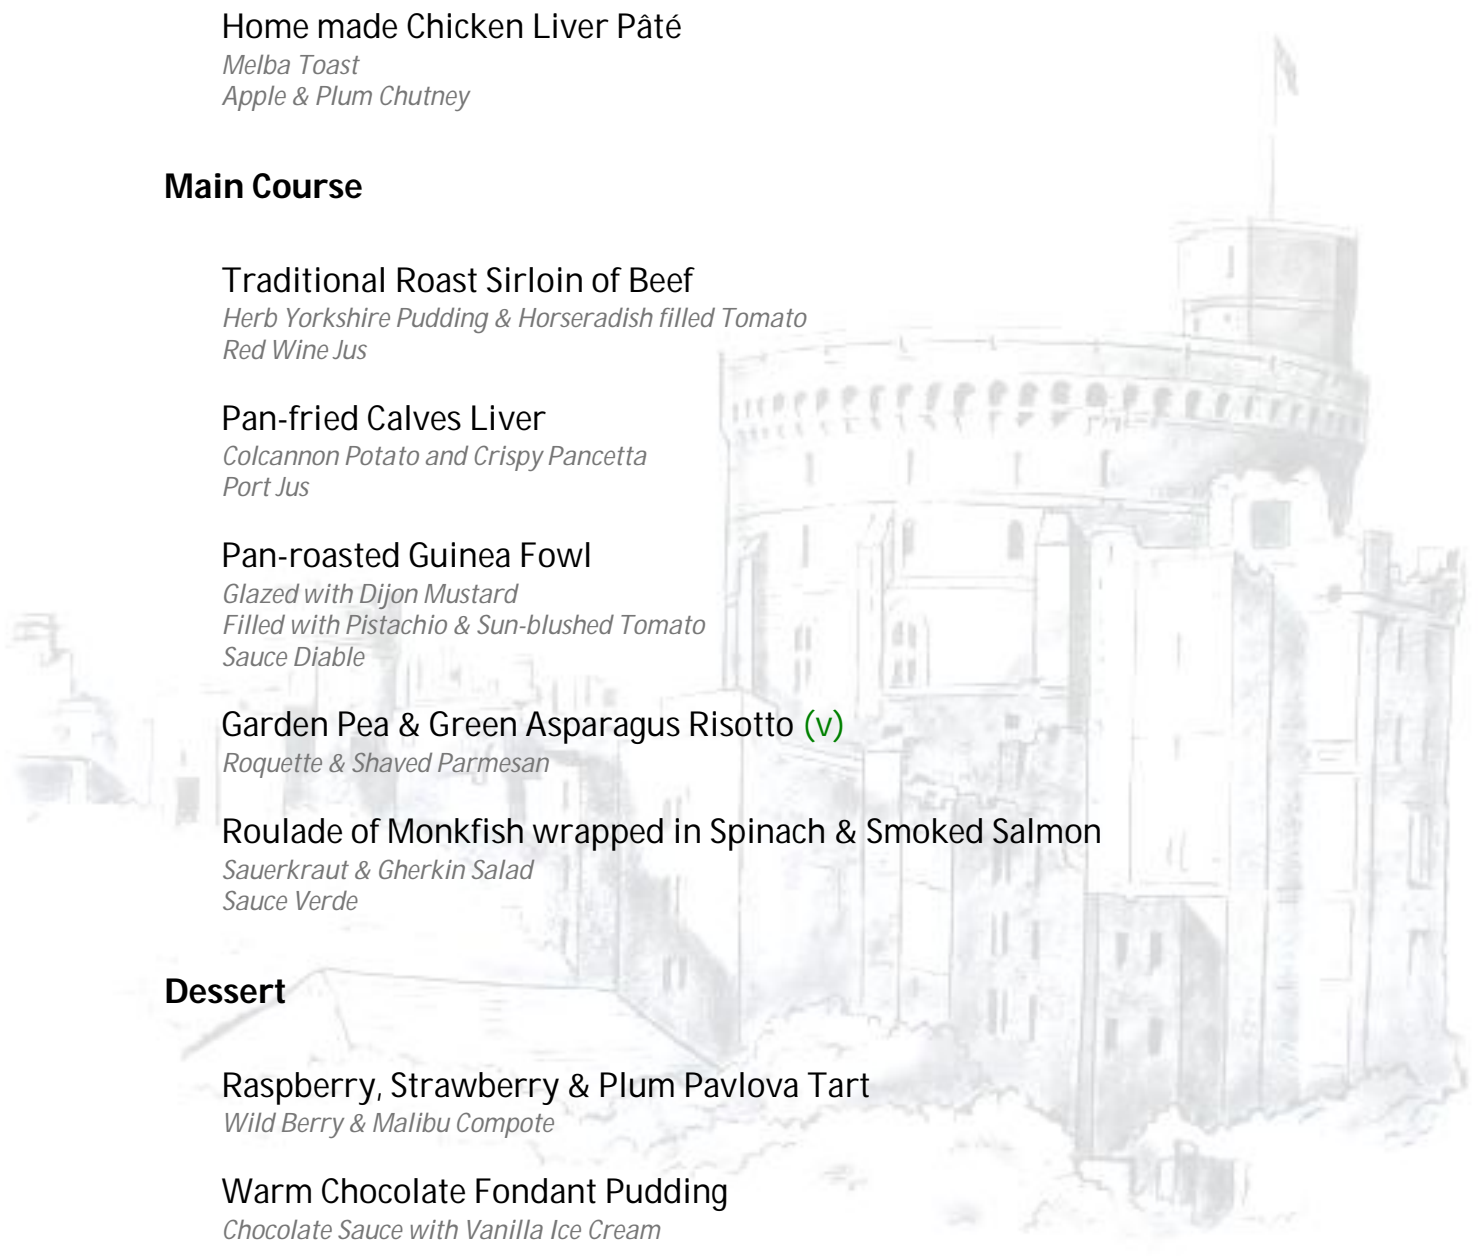 Home made Chicken Liver Pâté
Melba Toast
Apple & Plum Chutney
Main Course
Traditional Roast Sirloin of Beef
Herb Yorkshire Pudding & Horseradish filled Tomato
Red Wine Jus
Pan-fried Calves Liver
Colcannon Potato and Crispy Pancetta
Port Jus
Pan-roasted Guinea Fowl
Glazed with Dijon Mustard
Filled with Pistachio & Sun-blushed Tomato
Sauce Diable
Garden Pea & Green Asparagus Risotto (v)
Roquette & Shaved Parmesan
Roulade of Monkfish wrapped in Spinach & Smoked Salmon
Sauerkraut & Gherkin Salad
Sauce Verde
Dessert
Raspberry, Strawberry & Plum Pavlova Tart
Wild Berry & Malibu Compote
Warm Chocolate Fondant Pudding
Chocolate Sauce with Vanilla Ice Cream